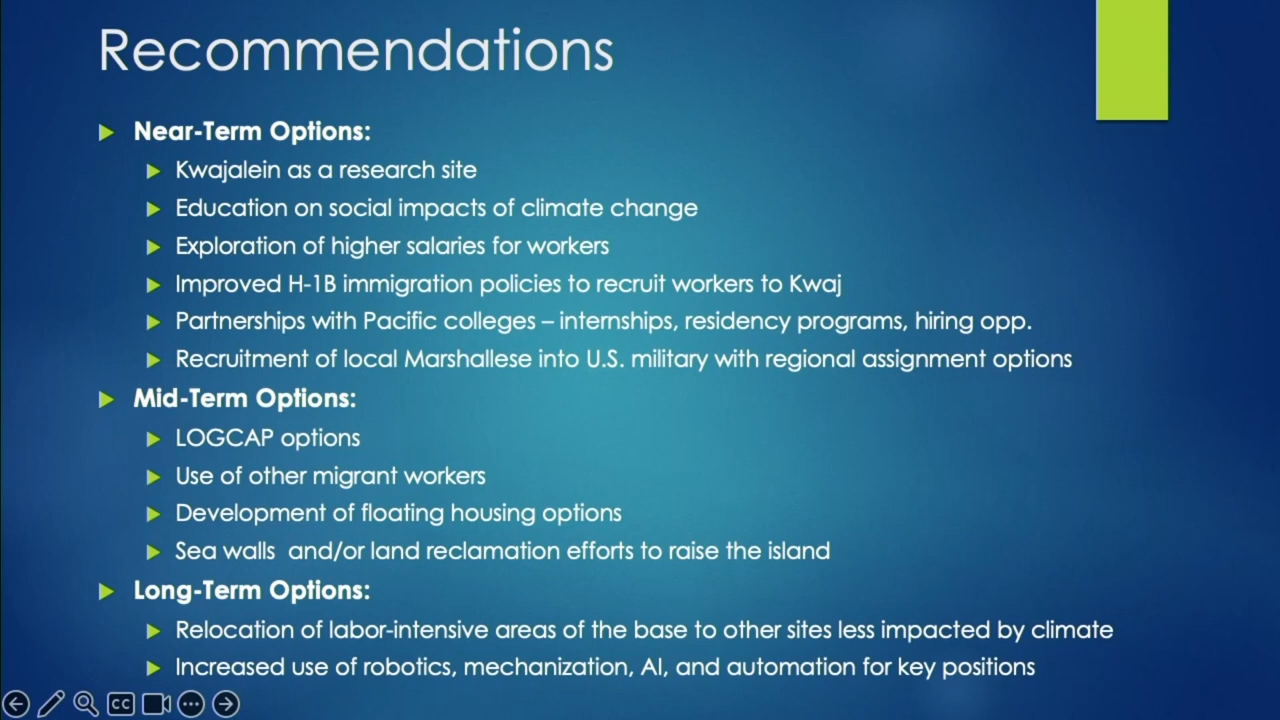 Recommendations
Near-Term Options:
Kwajalein as a research site
Education on social impacts of climate change
Exploration of higher salaries for workers
Improved H-1B immigration policies to recruit workers to Kwaj
Partnerships with Pacific colleges – internships, residency programs, hiring opp.
Recruitment of local Marshallese into U.S. military with regional assignment options
Mid-Term Options:
LOGCAP options
Use of other migrant workers
Development of floating housing options
Sea walls  and/or land reclamation efforts to raise the island
Long-Term Options:
Relocation of labor-intensive areas of the base to other sites less impacted by climate
Increased use of robotics, mechanization, AI, and automation for key positions
CC